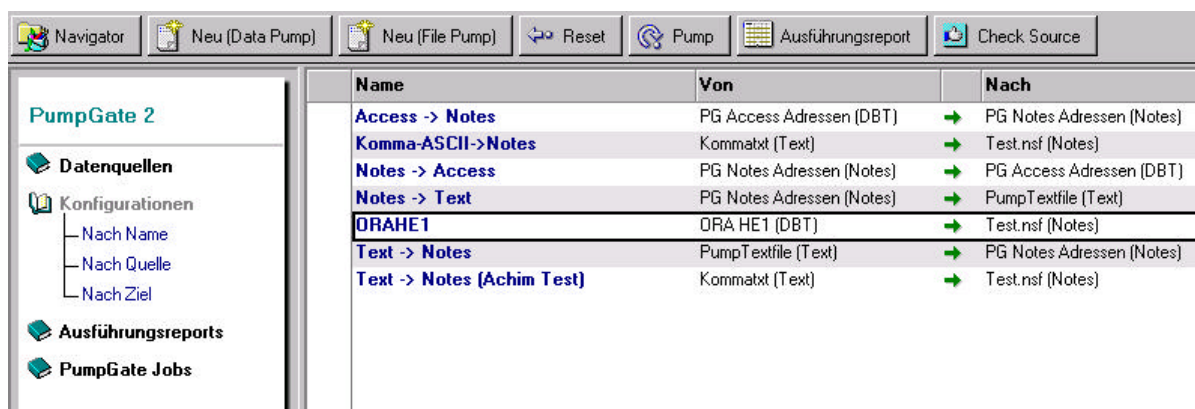 Navigator Neu (Data Pump) Neu (File Pump) Reset Pump Ausführungsreport Check Source
PumpGate 2
Datenquellen
Konfigurationen
Nach Name
Nach Quelle
Nach Ziel
Ausführungsreports
PumpGate Jobs
Name Von Nach
Access -> Notes PG Access Adressen (DBT) PG Notes Adressen (Notes)
Komma-ASCII->Notes Kommatxt (Text) Test.nsf (Notes)
Notes -> Access PG Notes Adressen (Notes) PG Access Adressen (DBT)
Notes -> Text PG Notes Adressen (Notes) PumpTextfile (Text)
ORAHE1 ORA HE1 (DBT) Test.nsf (Notes)
Text -> Notes PumpTextfile (Text) PG Notes Adressen (Notes)
Text -> Notes (Achim Test) Kommatxt (Text) Test.nsf (Notes)